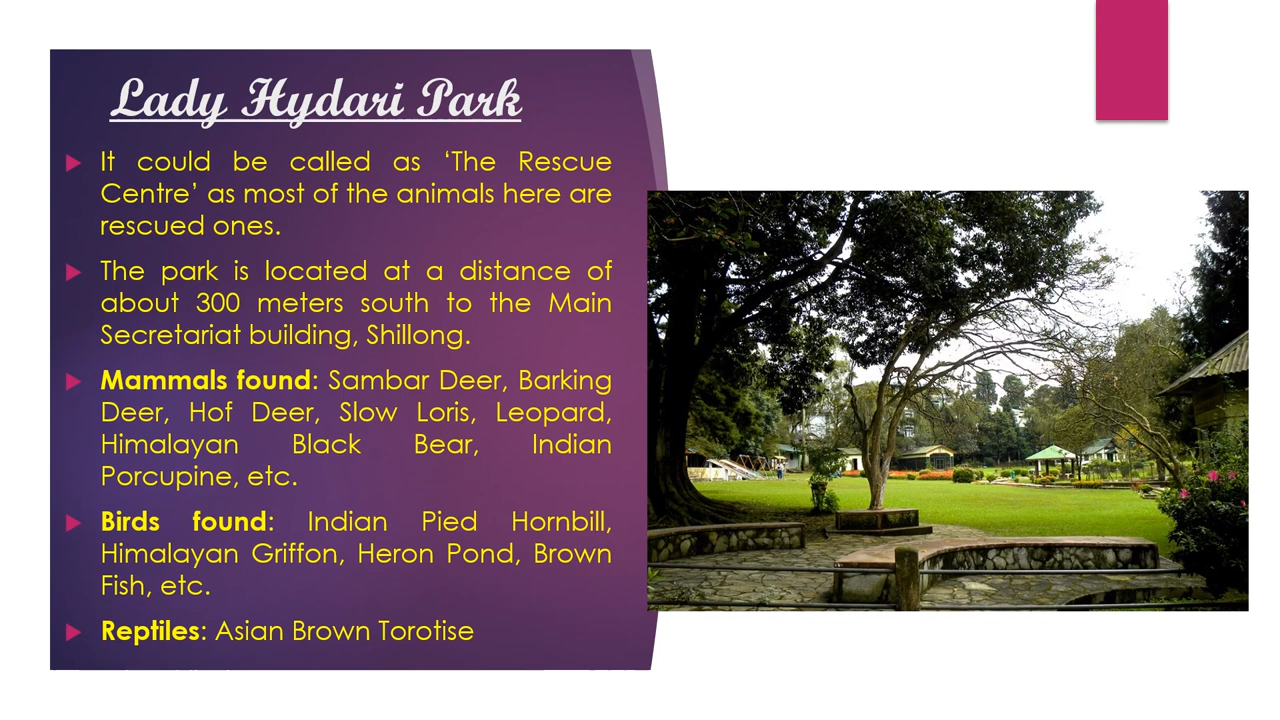 Lady Hydari Park
It could be called as ‘The Rescue
Centre’ as most of the animals here are
rescued ones.
The park is located at a distance of
about 300 meters south to the Main
Secretariat building, Shillong.
Mammals found: Sambar Deer, Barking
Deer, Hof Deer, Slow Loris, Leopard,
Himalayan Black Bear, Indian
Porcupine, etc.
Birds found: Indian Pied Hornbill,
Himalayan Griffon, Heron Pond, Brown
Fish, etc.
Reptiles: Asian Brown Torotise